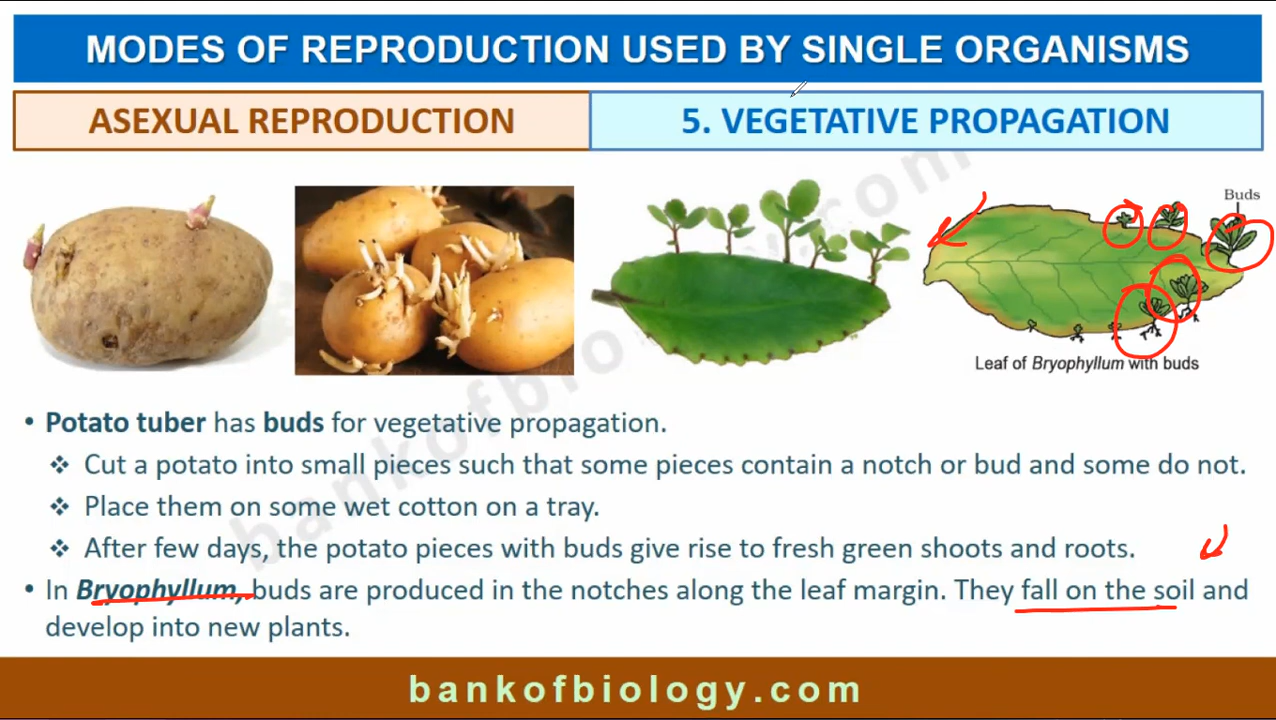 MODES OF REPRODUCTION USED BY SINGLE ORGANISMS
ASEXUAL REPRODUCTION
5. VEGETATIVE PROPAGATION
Buds
Leaf of Bryophyllum with buds
• Potato tuber has buds for vegetative propagation.
❖ Cut a potato into small pieces such that some pieces contain a notch or bud and some do not.
❖ Place them on some wet cotton on a tray.
❖ After few days, the potato pieces with buds give rise to fresh green shoots and roots.
• In Bryophyllum, buds are produced in the notches along the leaf margin. They fall on the soil and
develop into new plants.
bankofbiology.com
bankofbiology.com